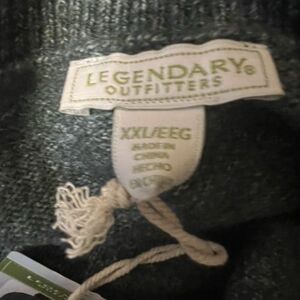 LEGENDARY®
OUTFITTERS
XXL/EEG
MADE IN
CHINA
HECHO